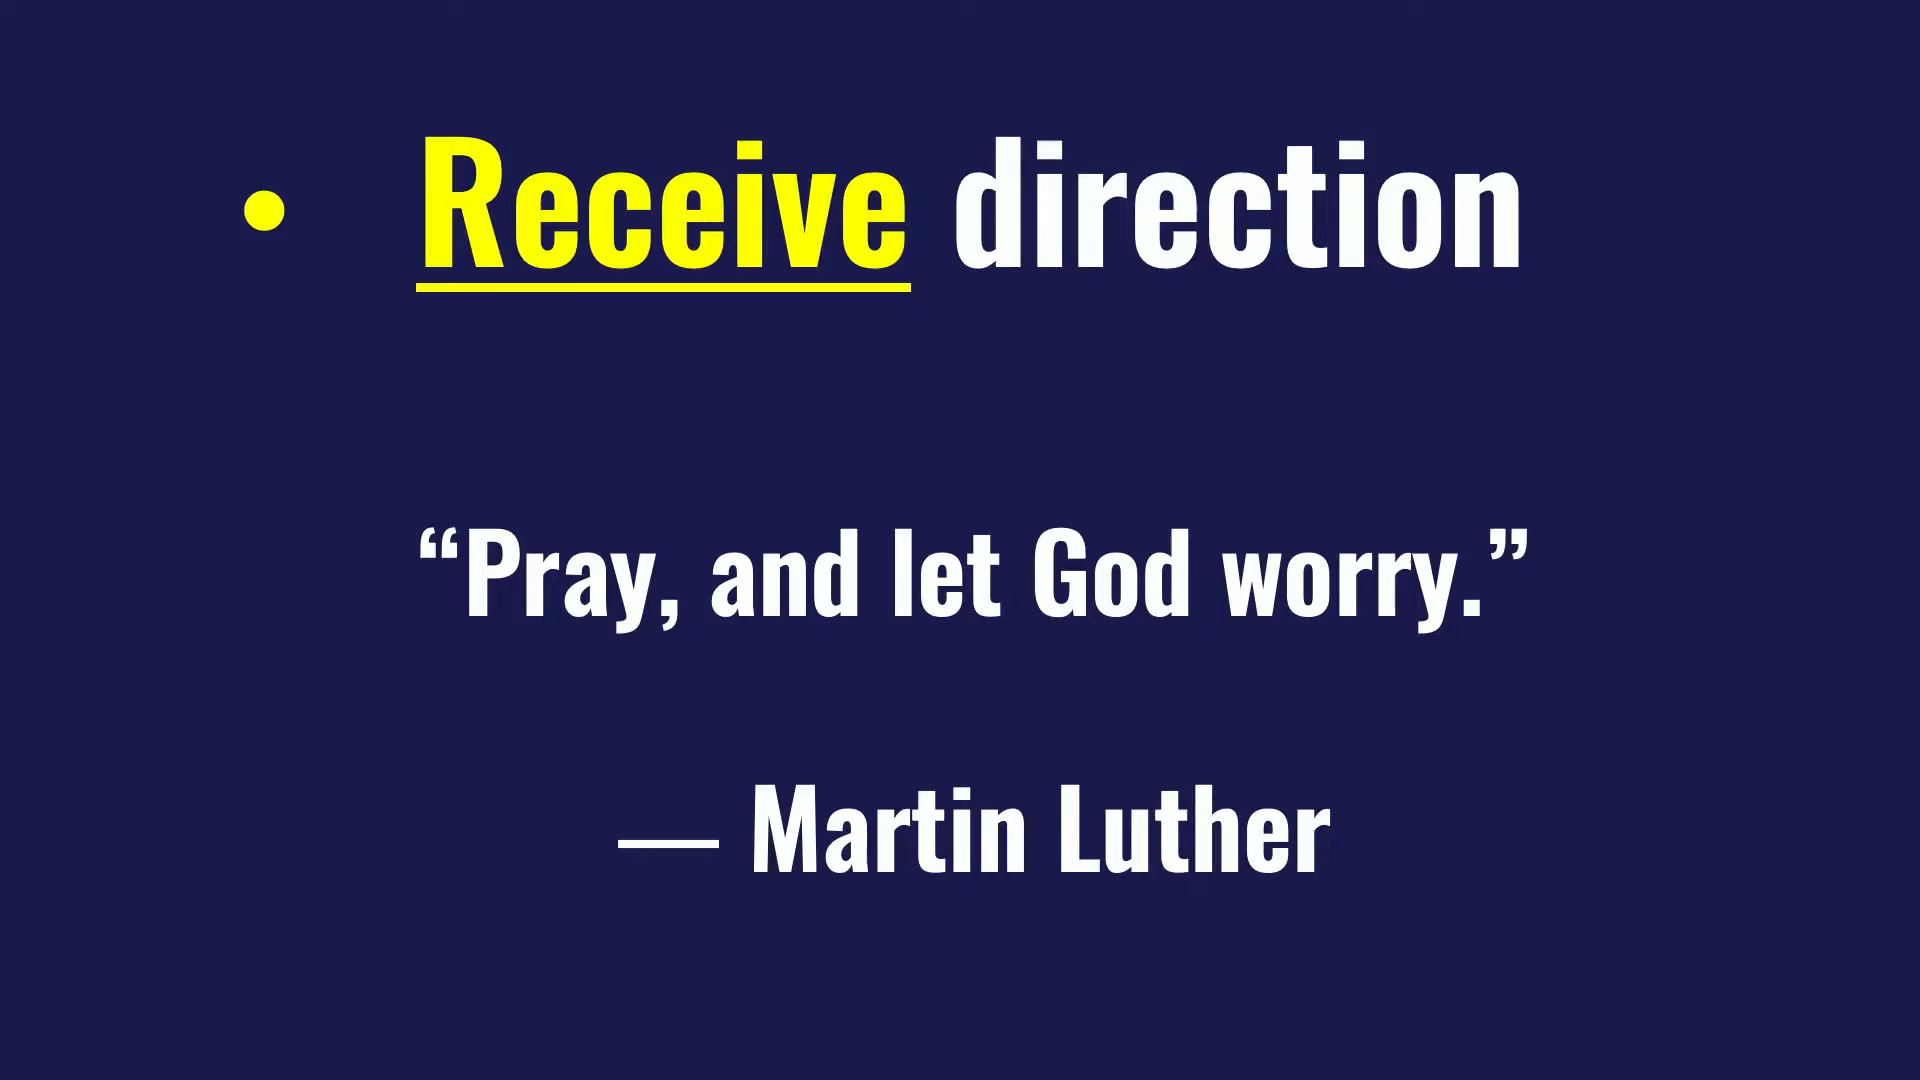 • Receive direction
“Pray, and let God worry.”
— Martin Luther